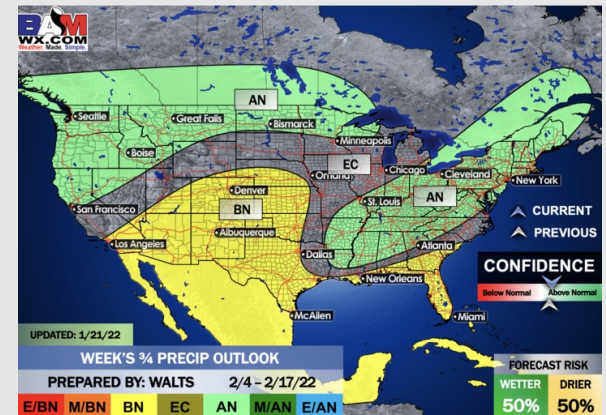 BAM
WX.COM
Weather. Made. Simple.
AN
Seattle
Great Falls
Bismarck
Minneapolis
Boise
EC
Omaha
Chicago
Cleveland
New York
Denver
St. Louis
AN
San Francisco
BN
CURRENT
Albuquerque
PREVIOUS
Los Angeles
Atlanta
Dallas
CONFIDENCE
New Orleans
Below Normal
Above Normal
McAllen
Miami
UPDATED: 1/21/22
WEEK'S ¾ PRECIP OUTLOOK
FORECAST RISK
PREPARED BY: WALTS 2/4 – 2/17/22
WETTER DRIER
50% 50%
E/BN M/BN BN EC AN M/AN E/AN